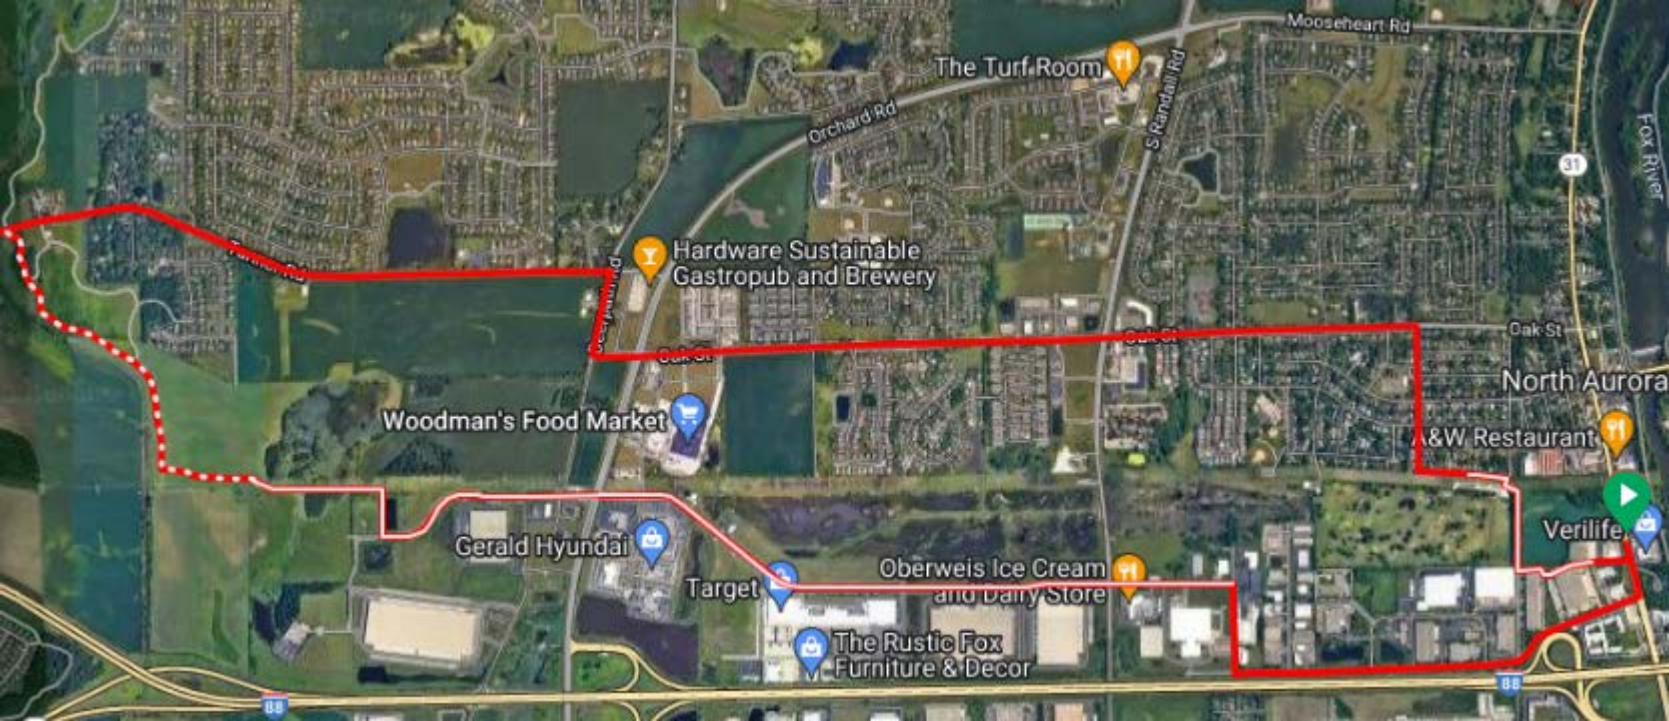 Mooseheart Rd
The Turf Room
S Randall Rd
Orchard Rd
31
Fox River
Hardware Sustainable
Gastropub and Brewery
Oak St
Oak St
Oak St
North Aurora
Woodman's Food Market
A&W Restaurant
Gerald Hyundai
Verilife
Target
Oberweis Ice Cream
and Dairy Store
The Rustic Fox
Furniture & Decor
88
88